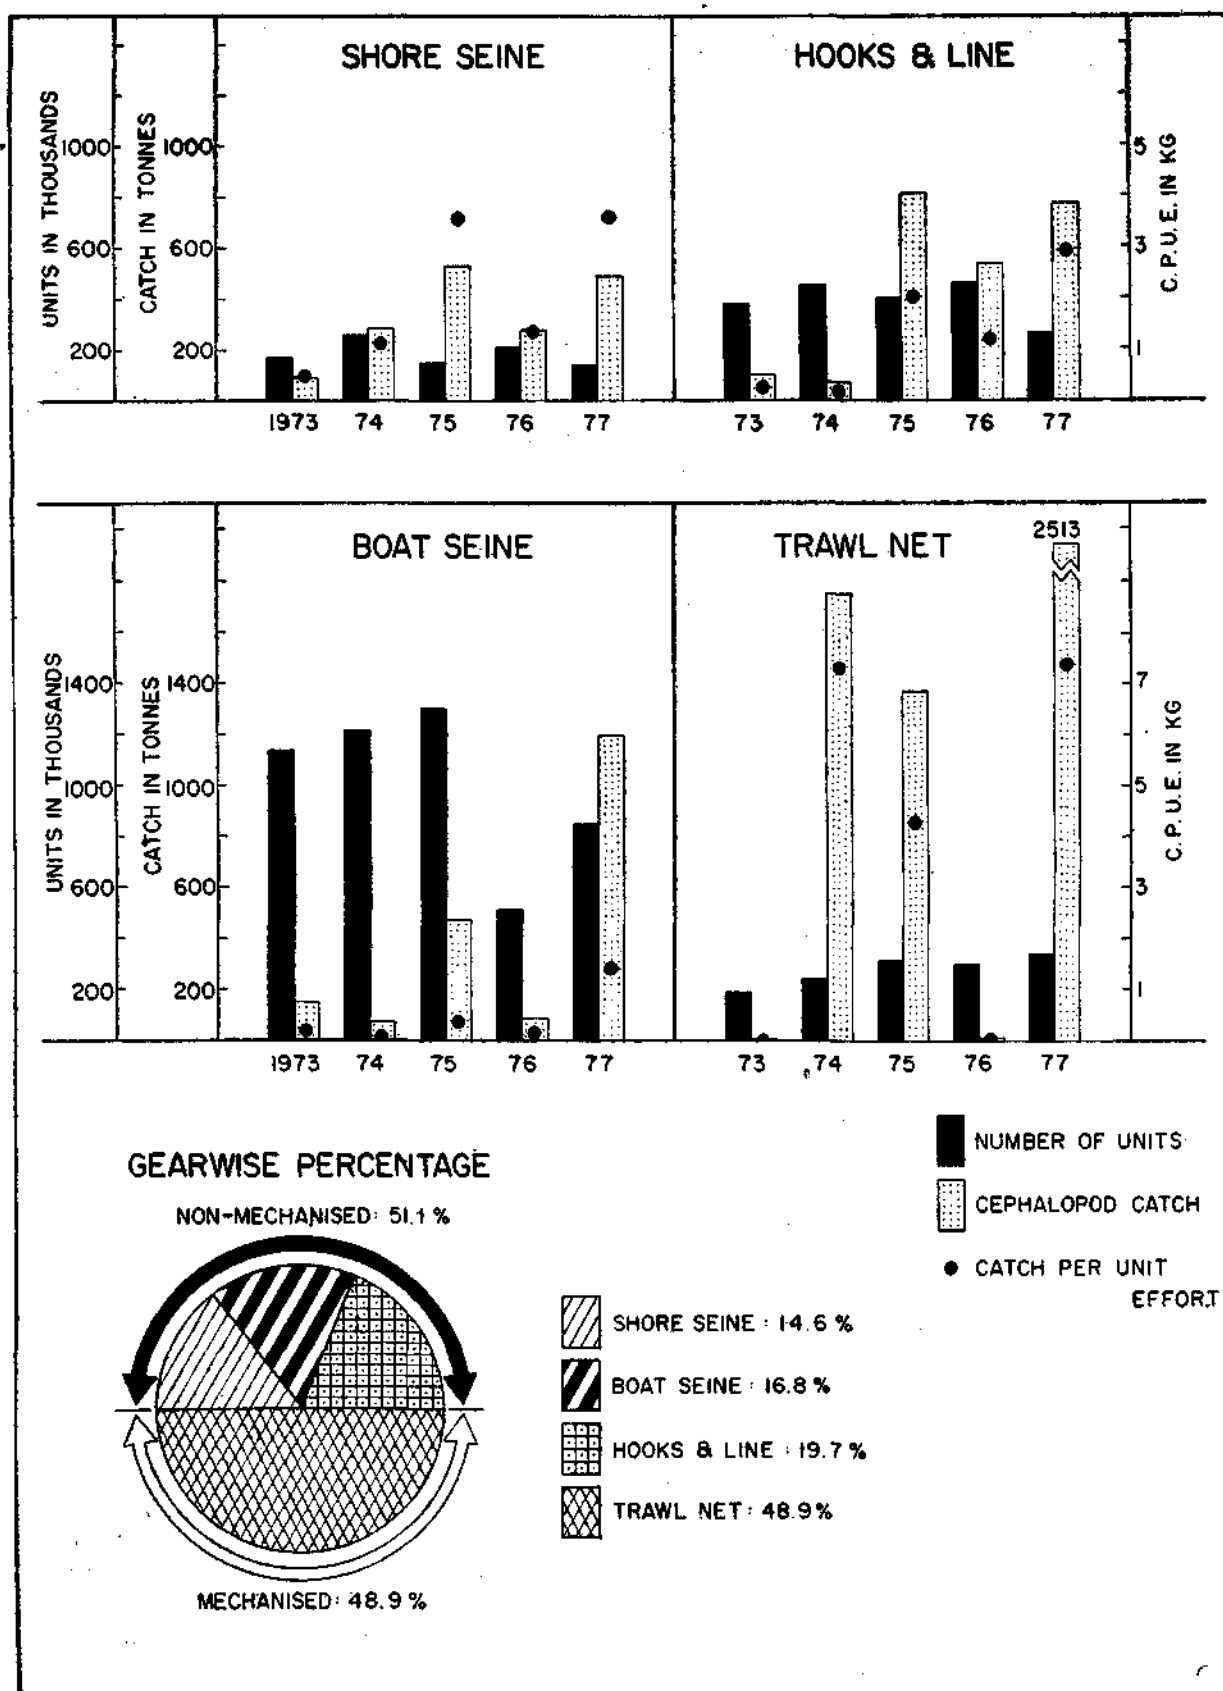 SHORE SEINE
HOOKS & LINE
UNITS IN THOUSANDS
1000
600
200
CATCH IN TONNES
1000
600
200
5
3
1
C.P.U.E. IN KG
1973 74 75 76 77
73 74 75 76 77
BOAT SEINE
TRAWL NET
2513
UNITS IN THOUSANDS
1400
1000
600
200
CATCH IN TONNES
1400
1000
600
200
7
5
3
1
C.P.U.E. IN KG
1973 74 75 76 77
73 74 75 76 77
NUMBER OF UNITS
CEPHALOPOD CATCH
CATCH PER UNIT
EFFORT
GEARWISE PERCENTAGE
NON-MECHANISED: 51.1 %
SHORE SEINE : 14.6 %
BOAT SEINE : 16.8 %
HOOKS & LINE : 19.7 %
TRAWL NET : 48.9%
MECHANISED: 48.9 %